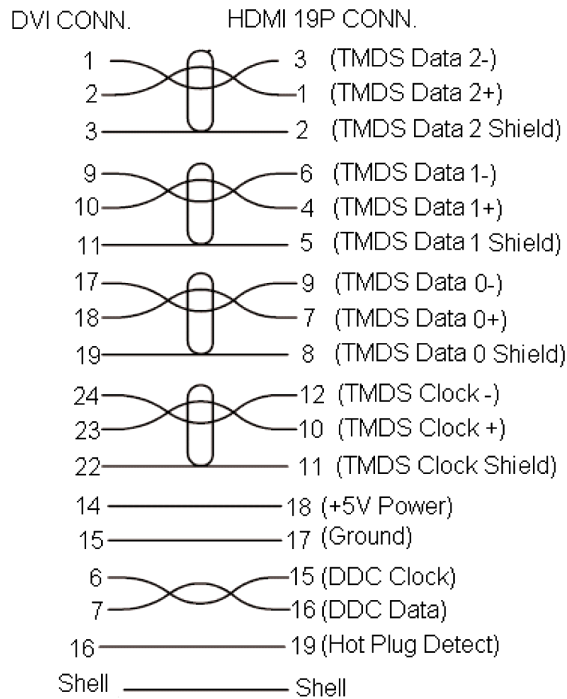 DVI CONN. HDMI 19P CONN.
1 3 (TMDS Data 2-)
2 1 (TMDS Data 2+)
3 2 (TMDS Data 2 Shield)
9 6 (TMDS Data 1-)
10 4 (TMDS Data 1+)
11 5 (TMDS Data 1 Shield)
17 9 (TMDS Data 0-)
18 7 (TMDS Data 0+)
19 8 (TMDS Data 0 Shield)
24 12 (TMDS Clock -)
23 10 (TMDS Clock +)
22 11 (TMDS Clock Shield)
14 18 (+5V Power)
15 17 (Ground)
6 15 (DDC Clock)
7 16 (DDC Data)
16 19 (Hot Plug Detect)
Shell Shell